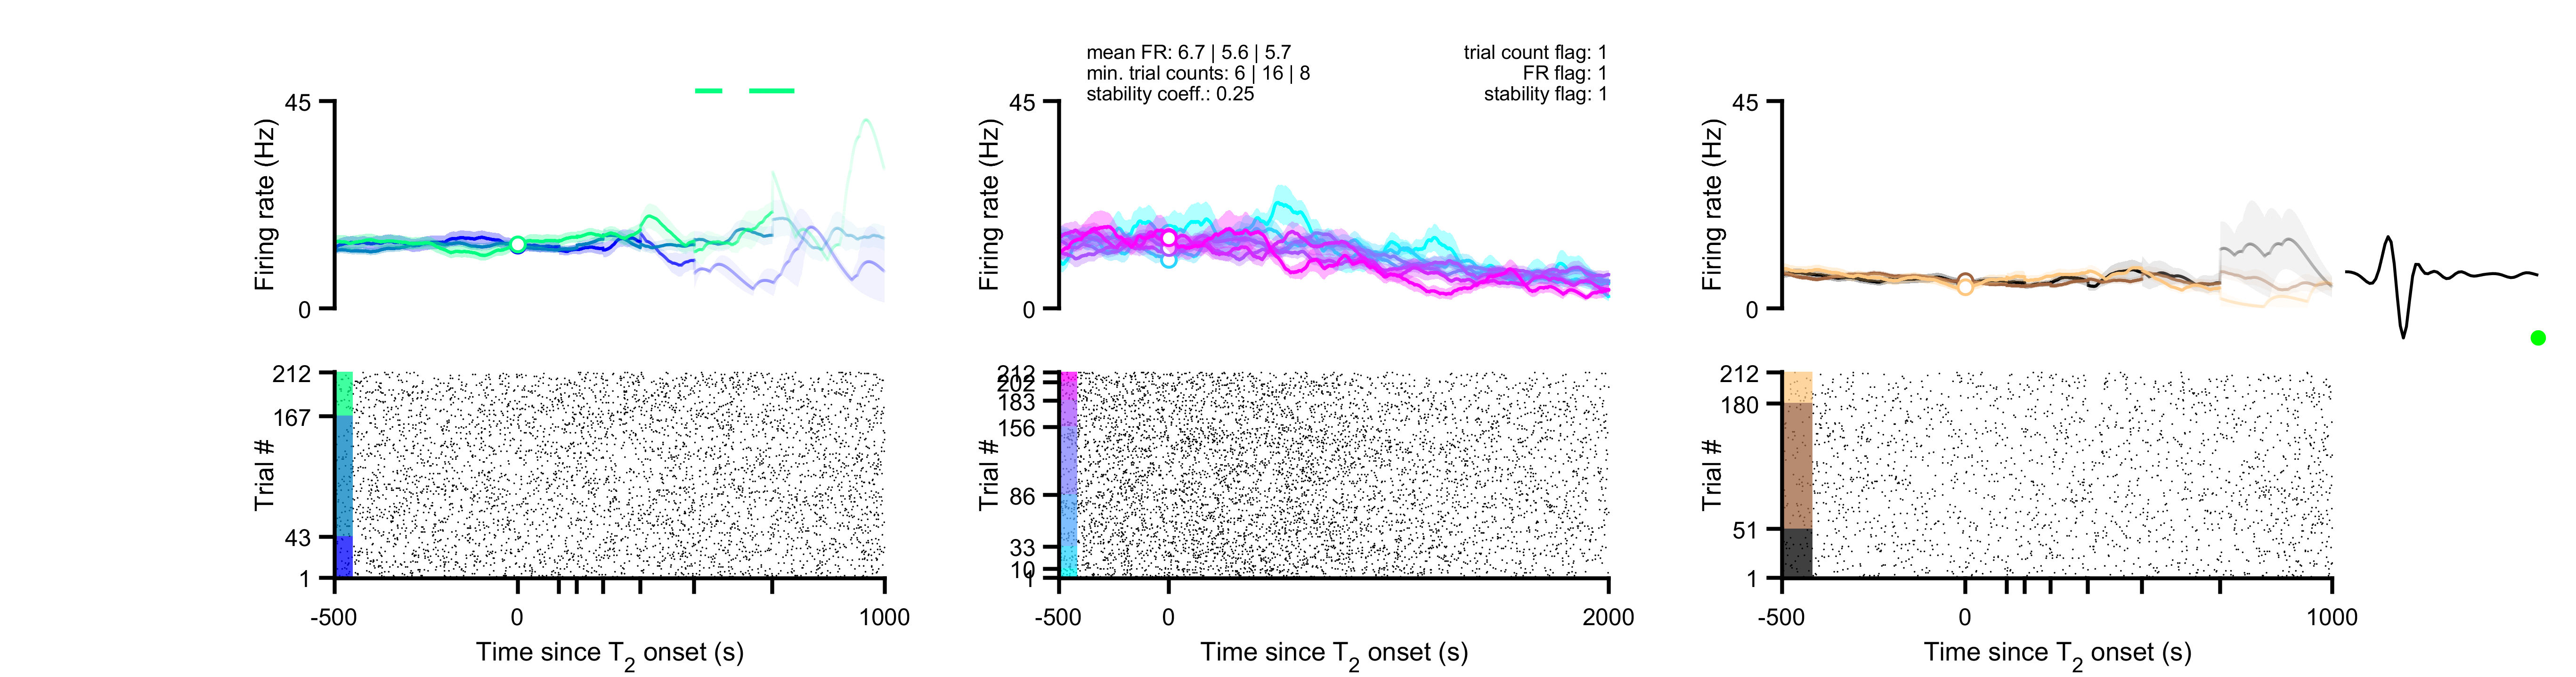 mean FR: 6.7 | 5.6 | 5.7
min. trial counts: 6 | 16 | 8
stability coeff.: 0.25
trial count flag: 1
FR flag: 1
stability flag: 1
45
Firing rate (Hz)
0
212
167
Trial #
43
1
-500
0
1000
Time since T2 onset (s)
45
Firing rate (Hz)
0
212
202
183
156
Trial #
86
33
10
1
-500
0
2000
Time since T2 onset (s)
45
Firing rate (Hz)
0
212
180
Trial #
51
1
-500
0
1000
Time since T2 onset (s)